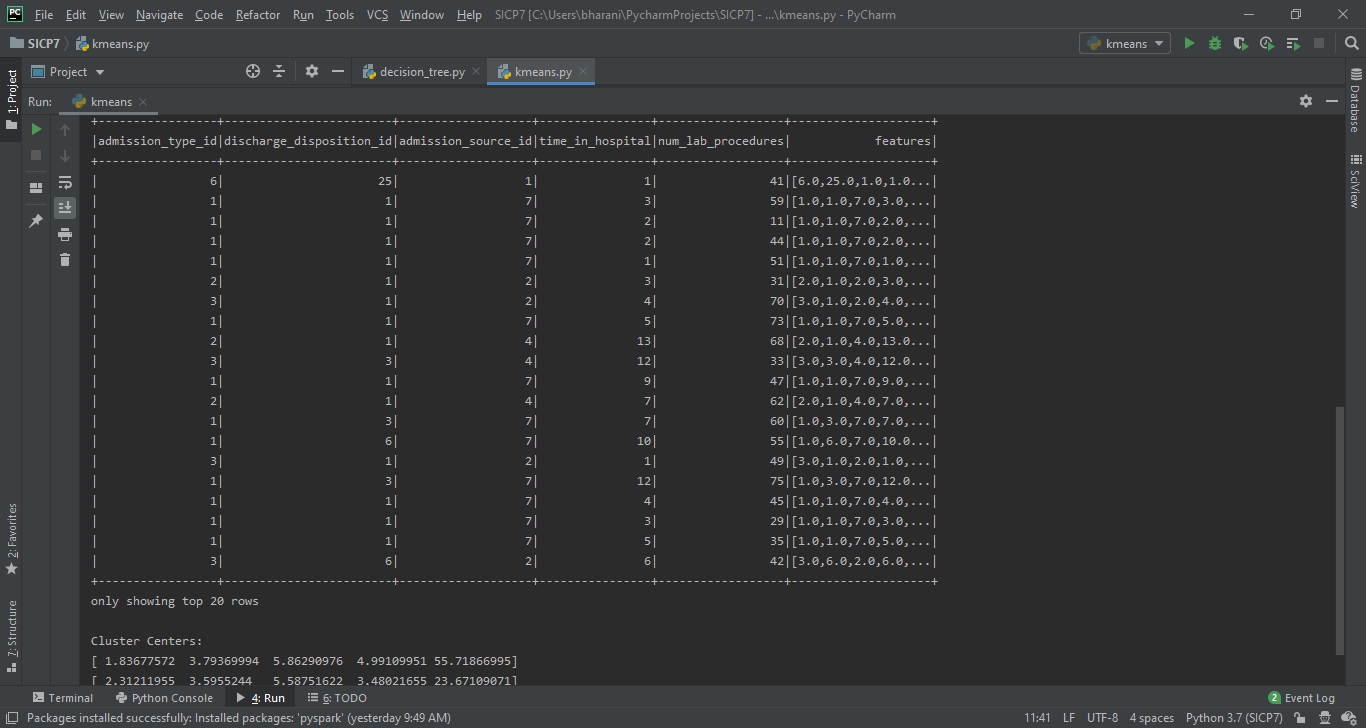 PC File Edit View Navigate Code Refactor Run Tools VCS Window Help SICP7 [C:\Users\bharani\PycharmProjects\SICP7] - ...\kmeans.py - PyCharm
SICP7 kmeans.py kmeans
1: Project
Project decision_tree.py kmeans.py
Database
SciView
Run: kmeans
+-----------------+------------------------+-------------------+----------------+------------------+--------------------+
|admission_type_id|discharge_disposition_id|admission_source_id|time_in_hospital|num_lab_procedures|            features|
+-----------------+------------------------+-------------------+----------------+------------------+--------------------+
|                6|                      25|                  1|               1|                41|[6.0,25.0,1.0,1.0...|
|                1|                       1|                  7|               3|                59|[1.0,1.0,7.0,3.0,...|
|                1|                       1|                  7|               2|                11|[1.0,1.0,7.0,2.0,...|
|                1|                       1|                  7|               2|                44|[1.0,1.0,7.0,2.0,...|
|                1|                       1|                  7|               1|                51|[1.0,1.0,7.0,1.0,...|
|                2|                       1|                  2|               3|                31|[2.0,1.0,2.0,3.0,...|
|                3|                       1|                  2|               4|                70|[3.0,1.0,2.0,4.0,...|
|                1|                       1|                  7|               5|                73|[1.0,1.0,7.0,5.0,...|
|                2|                       1|                  4|              13|                68|[2.0,1.0,4.0,13.0...|
|                3|                       3|                  4|              12|                33|[3.0,3.0,4.0,12.0...|
|                1|                       1|                  7|               9|                47|[1.0,1.0,7.0,9.0,...|
|                2|                       1|                  4|               7|                62|[2.0,1.0,4.0,7.0,...|
|                1|                       3|                  7|               7|                60|[1.0,3.0,7.0,7.0,...|
|                1|                       6|                  7|              10|                55|[1.0,6.0,7.0,10.0...|
|                3|                       1|                  2|               1|                49|[3.0,1.0,2.0,1.0,...|
|                1|                       3|                  7|              12|                75|[1.0,3.0,7.0,12.0...|
|                1|                       1|                  7|               4|                45|[1.0,1.0,7.0,4.0,...|
|                1|                       1|                  7|               3|                29|[1.0,1.0,7.0,3.0,...|
|                1|                       1|                  7|               5|                35|[1.0,1.0,7.0,5.0,...|
|                3|                       6|                  2|               6|                42|[3.0,6.0,2.0,6.0,...|
+-----------------+------------------------+-------------------+----------------+------------------+--------------------+
only showing top 20 rows
Cluster Centers:
[ 1.83677572  3.79369994  5.86290976  4.99109951 55.71866995]
[ 2.31211955  3.5955244   5.58751622  3.48021655 23.67109071]
2: Favorites
7: Structure
Terminal Python Console 4: Run 6: TODO 2 Event Log
Packages installed successfully: Installed packages: 'pyspark' (yesterday 9:49 AM) 11:41 LF UTF-8 4 spaces Python 3.7 (SICP7)